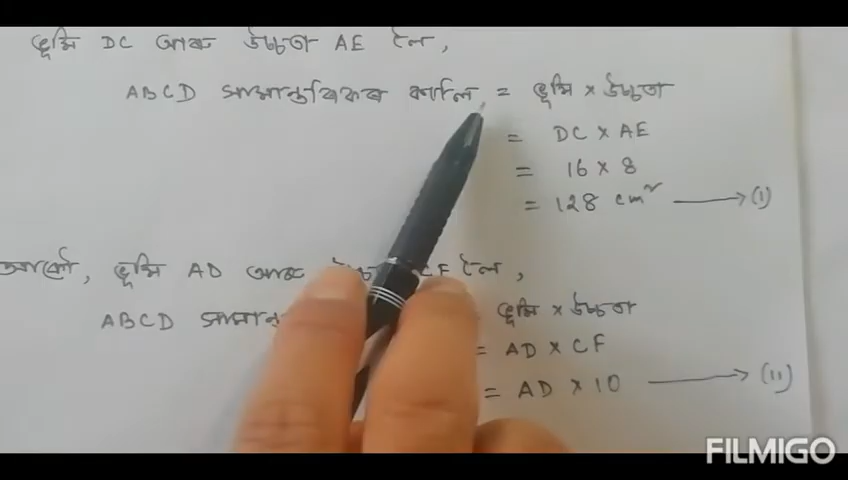 ভূমি DC আৰু উচ্চতা AE লৈ,
ABCD সামান্তৰিকৰ কালি = ভূমি × উচ্চতা
= DC × AE
= 16 × 8
= 128 cm² ⟶ (I)
আকৌ, ভূমি AD আৰু CF লৈ,
ABCD = ভূমি × উচ্চতা
= AD × CF
= AD × 10 ⟶ (II)
FILMIGO